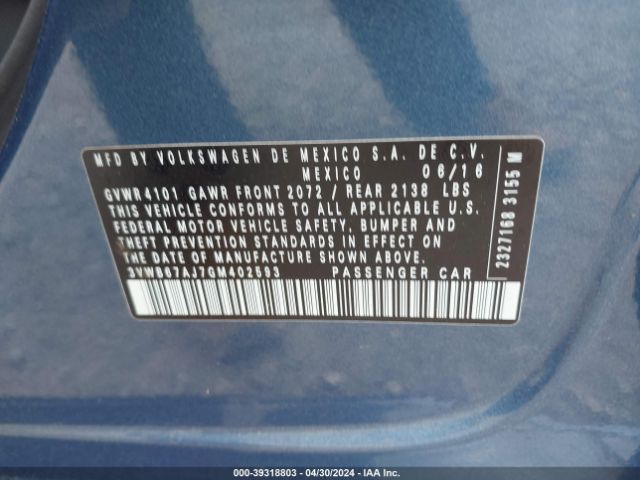 MFD BY VOLKSWAGEN DE MEXICO S.A. DE C.V.
MEXICO 06/16
GVWR 4101 GAWR FRONT 2072 / REAR 2138 LBS
THIS VEHICLE CONFORMS TO ALL APPLICABLE U.S.
FEDERAL MOTOR VEHICLE SAFETY, BUMPER AND
THEFT PREVENTION STANDARDS IN EFFECT ON
THE DATE OF MANUFACTURE SHOWN ABOVE.
3VWB67AJ7GM402593 PASSENGER CAR
2327168 3155 M
000-39318803 - 04/30/2024 - IAA Inc.